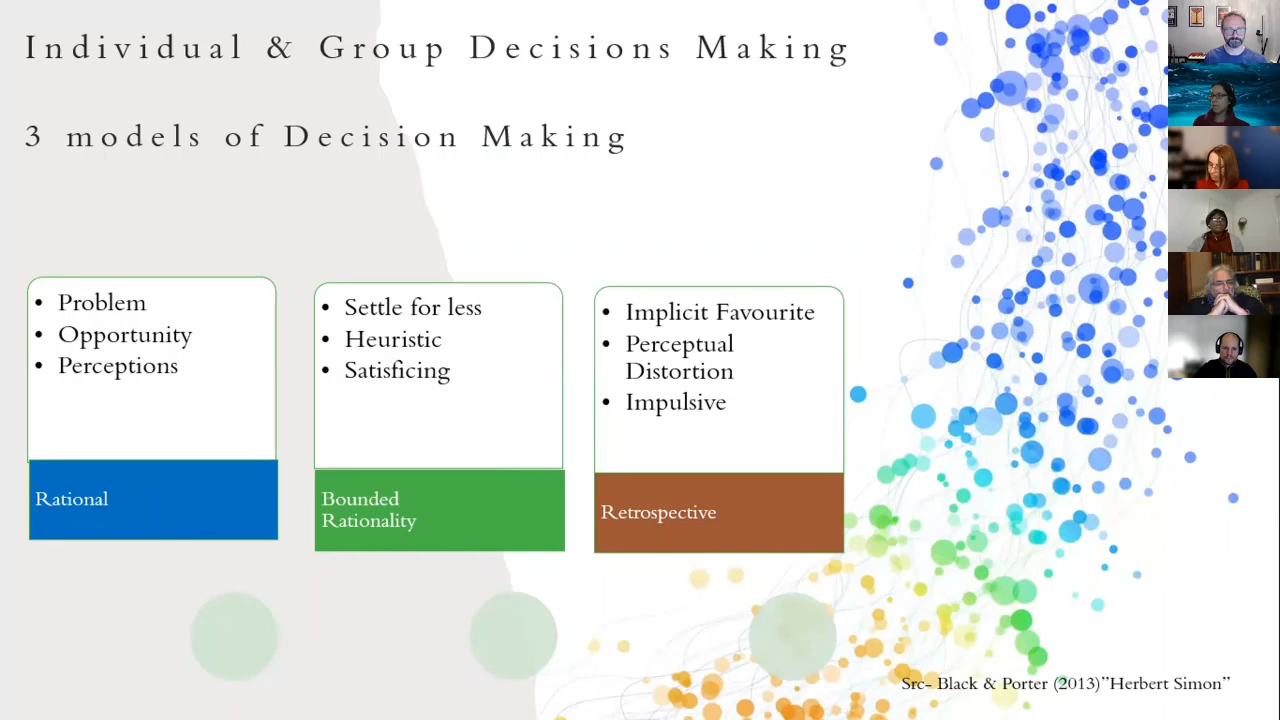 Individual & Group Decisions Making
3 models of Decision Making
• Problem
• Opportunity
• Perceptions
Rational
• Settle for less
• Heuristic
• Satisficing
Bounded
Rationality
• Implicit Favourite
• Perceptual
Distortion
• Impulsive
Retrospective
Src- Black & Porter (2013)”Herbert Simon”